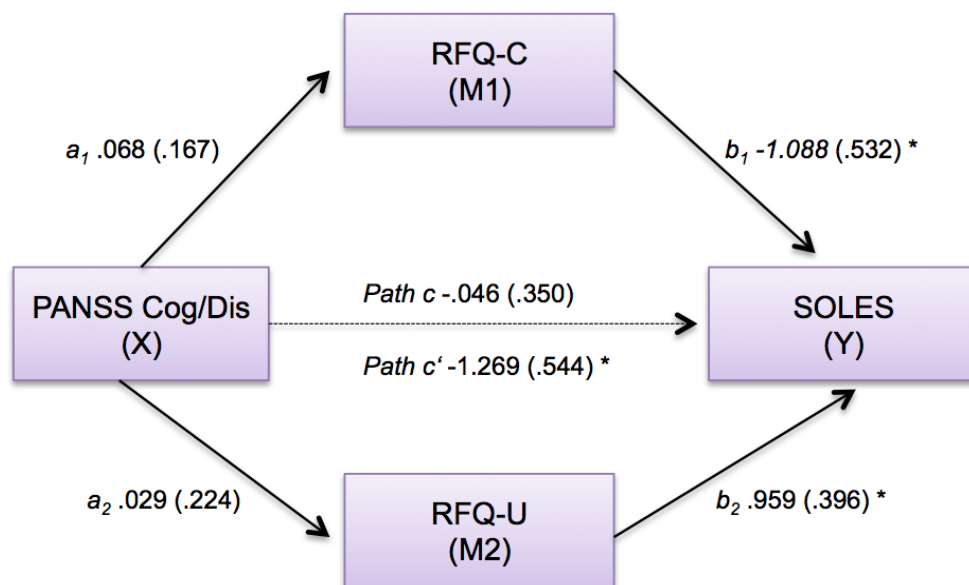 RFQ-C
(M1)
a1 .068 (.167)
b1 -1.088 (.532) *
PANSS Cog/Dis
(X)
Path c -.046 (.350)
Path c‘ -1.269 (.544) *
SOLES
(Y)
a2 .029 (.224)
b2 .959 (.396) *
RFQ-U
(M2)